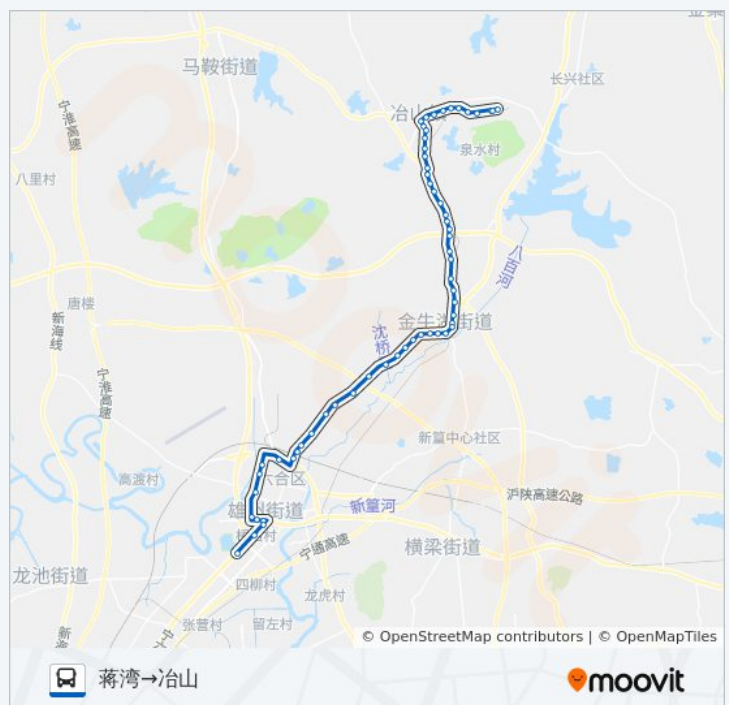 马鞍街道
长兴社区
宁淮高速
冶山
泉水村
八里村
八百河
唐楼
新海线
沈桥
金牛湖街道
宁淮高速
新篁中心社区
高渡村
六合区
沪陕高速公路
雄州街道
新篁河
宁通高速
横梁街道
龙池街道
四柳村
龙虎村
张营村
留左村
© OpenStreetMap contributors | © OpenMapTiles
蒋湾→冶山
moovit